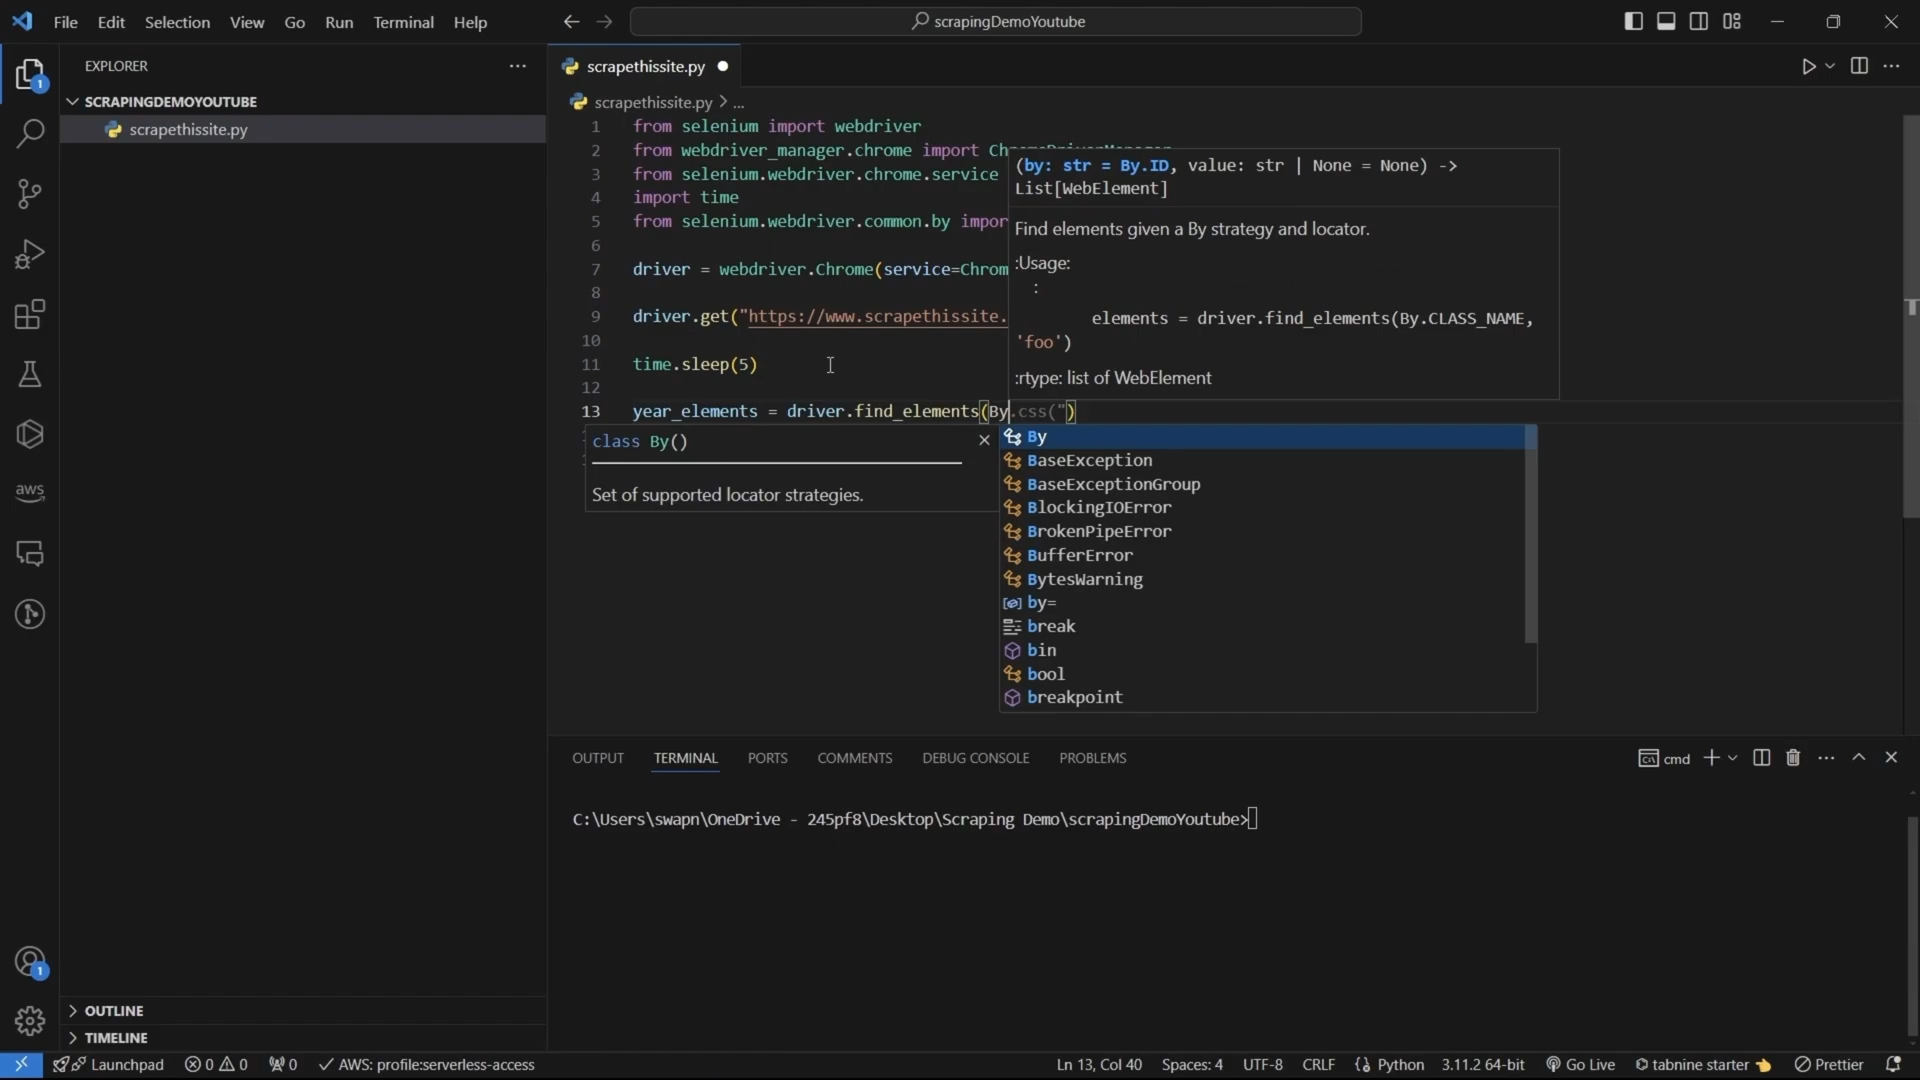 File Edit Selection View Go Run Terminal Help
scrapingDemoYoutube
EXPLORER
1
SCRAPINGDEMOYOUTUBE
scrapethissite.py
aws
1
OUTLINE
TIMELINE
scrapethissite.py
scrapethissite.py > ...
1 from selenium import webdriver
2 from webdriver_manager.chrome import ChromeDriverManager
3 from selenium.webdriver.chrome.service
4 import time
5 from selenium.webdriver.common.by impor
6
7 driver = webdriver.Chrome(service=Chrom
8
9 driver.get("https://www.scrapethissite.
10
11 time.sleep(5)
12
13 year_elements = driver.find_elements(By.css(")
(by: str = By.ID, value: str | None = None) ->
List[WebElement]
Find elements given a By strategy and locator.
:Usage:
:
elements = driver.find_elements(By.CLASS_NAME,
'foo')
:rtype: list of WebElement
class By()
Set of supported locator strategies.
By
BaseException
BaseExceptionGroup
BlockingIOError
BrokenPipeError
BufferError
BytesWarning
by=
break
bin
bool
breakpoint
OUTPUT TERMINAL PORTS COMMENTS DEBUG CONSOLE PROBLEMS
cmd
C:\Users\swapn\OneDrive - 245pf8\Desktop\Scraping Demo\scrapingDemoYoutube>
Launchpad 0 0 0 AWS: profile:serverless-access Ln 13, Col 40 Spaces: 4 UTF-8 CRLF Python 3.11.2 64-bit Go Live tabnine starter 👈 Prettier